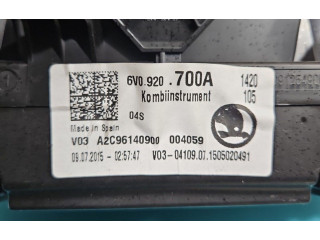 6V0.920.700A 1420
Kombiinstrument 105
04S
Made in Spain
V03 A2C96140900 004059
09.07.2015 - 02:57:47 V03-04109.07.1505020491